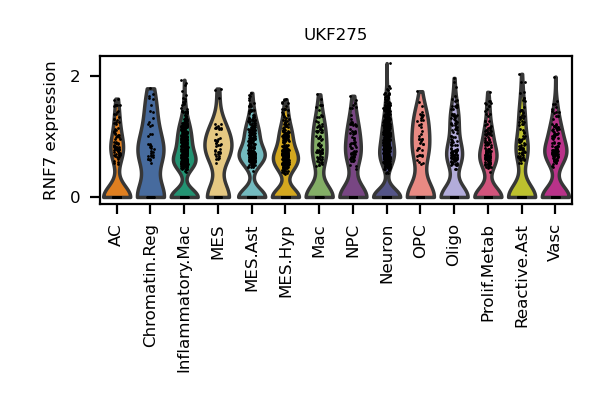 UKF275
RNF7 expression
2
0
AC
Chromatin.Reg
Inflammatory.Mac
MES
MES.Ast
MES.Hyp
Mac
NPC
Neuron
OPC
Oligo
Prolif.Metab
Reactive.Ast
Vasc